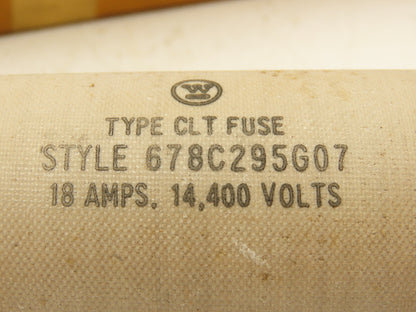 W
TYPE CLT FUSE
STYLE 678C295G07
18 AMPS. 14,400 VOLTS